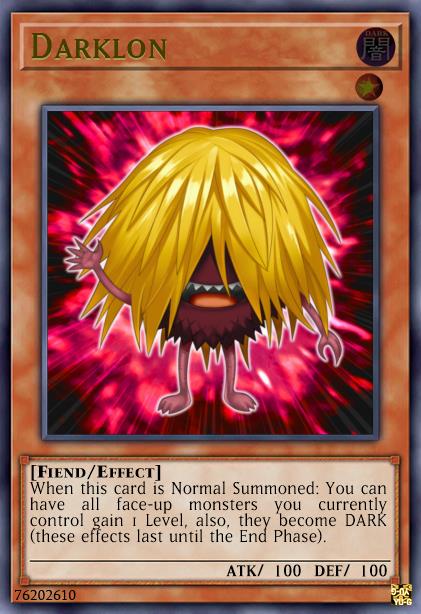 Darklon
DARK
闇
[Fiend/Effect]
When this card is Normal Summoned: You can
have all face-up monsters you currently
control gain 1 Level, also, they become DARK
(these effects last until the End Phase).
ATK/ 100 DEF/ 100
76202610